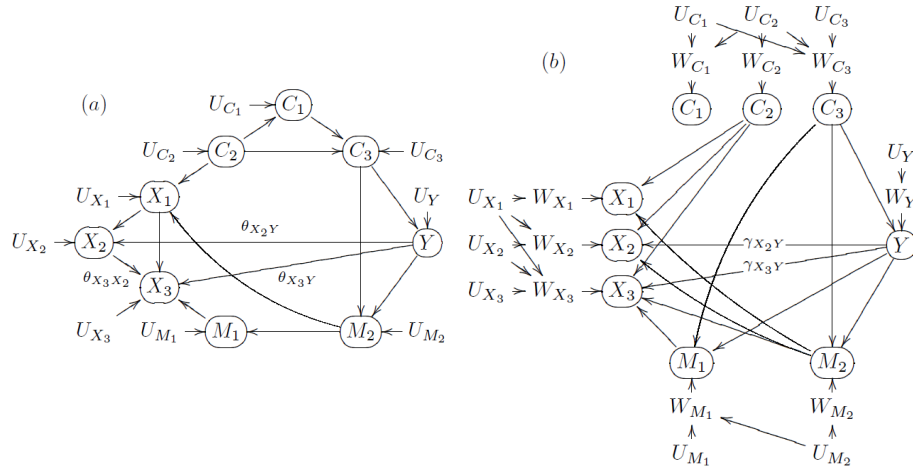 (a)
U_{C_1} C_1
U_{C_2} C_2 C_3 U_{C_3}
U_{X_1} X_1 U_Y
θ_{X_2Y}
U_{X_2} X_2 Y
θ_{X_3X_2} X_3 θ_{X_3Y}
U_{X_3} U_{M_1} M_1 M_2 U_{M_2}
(b)
U_{C_1} U_{C_2} U_{C_3}
W_{C_1} W_{C_2} W_{C_3}
C_1 C_2 C_3
U_Y
U_{X_1} W_{X_1} X_1 W_Y
U_{X_2} W_{X_2} X_2 γ_{X_2Y} Y
γ_{X_3Y}
U_{X_3} W_{X_3} X_3
M_1 M_2
W_{M_1} W_{M_2}
U_{M_1} U_{M_2}